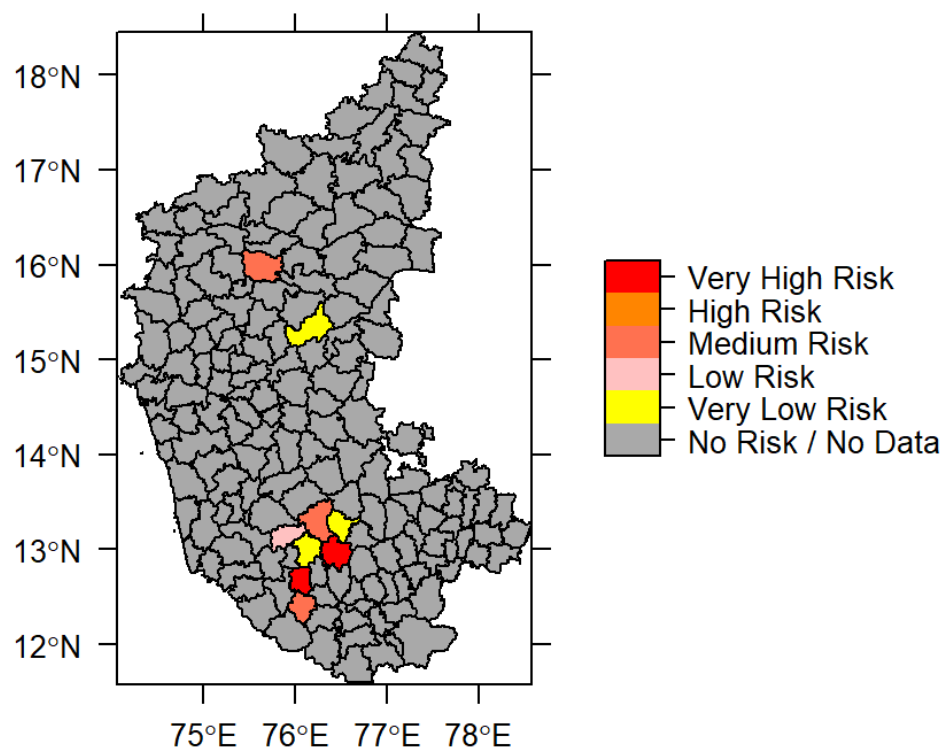 18°N
17°N
16°N
15°N
14°N
13°N
12°N
75°E 76°E 77°E 78°E
Very High Risk
High Risk
Medium Risk
Low Risk
Very Low Risk
No Risk / No Data